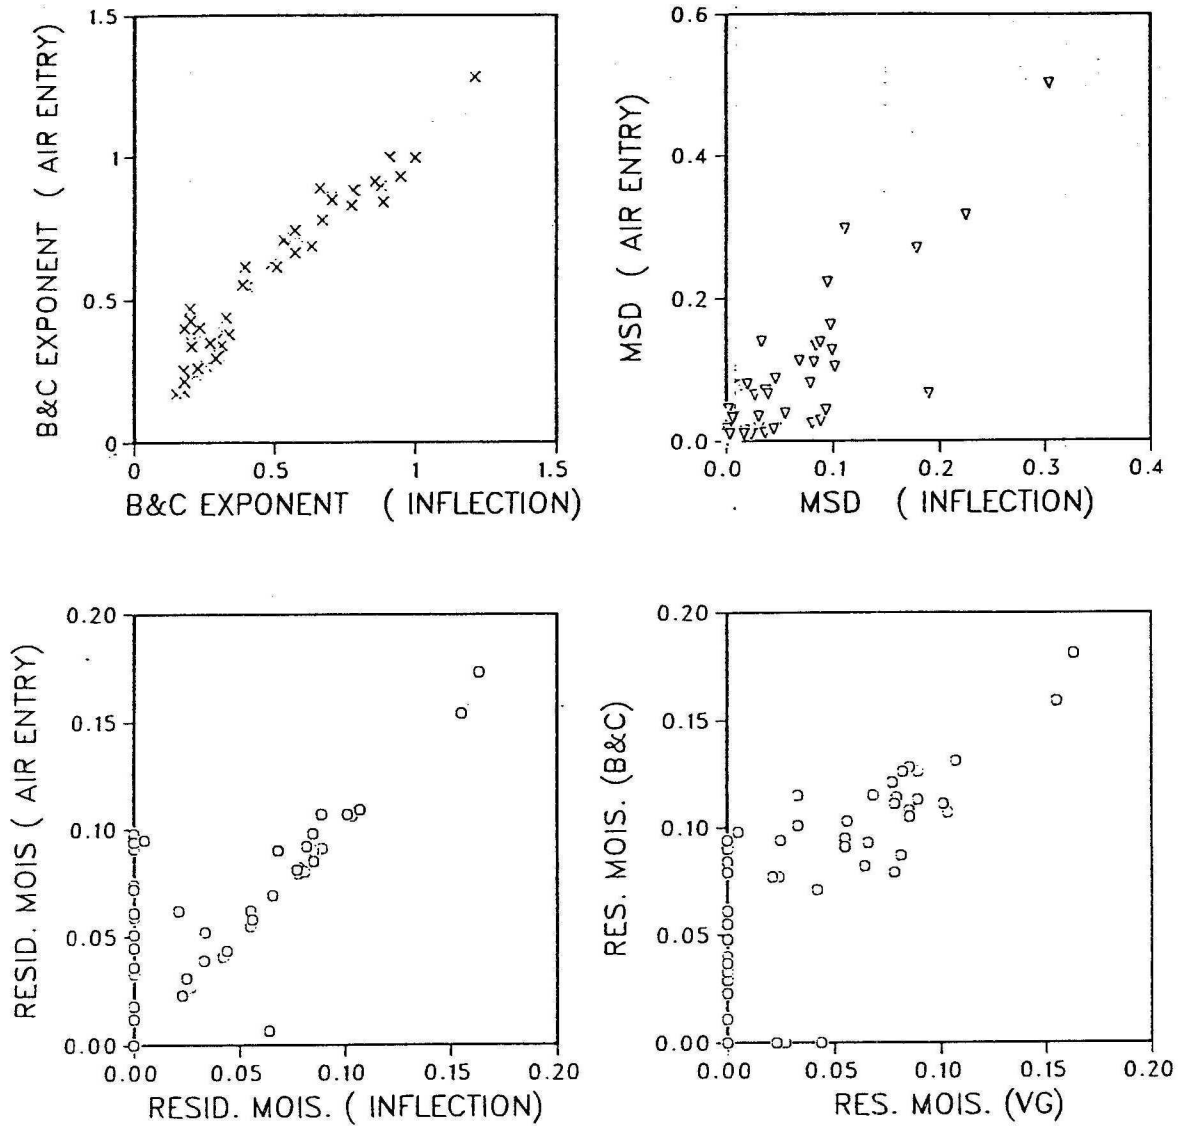 1.5
1
0.5
0
B&C EXPONENT ( AIR ENTRY)
0 0.5 1 1.5
B&C EXPONENT ( INFLECTION)
0.6
0.4
0.2
0.0
MSD ( AIR ENTRY)
0.0 0.1 0.2 0.3 0.4
MSD ( INFLECTION)
0.20
0.15
0.10
0.05
0.00
RESID. MOIS ( AIR ENTRY)
0.00 0.05 0.10 0.15 0.20
RESID. MOIS. ( INFLECTION)
0.20
0.15
0.10
0.05
0.00
RES. MOIS. (B&C)
0.00 0.05 0.10 0.15 0.20
RES. MOIS. (VG)